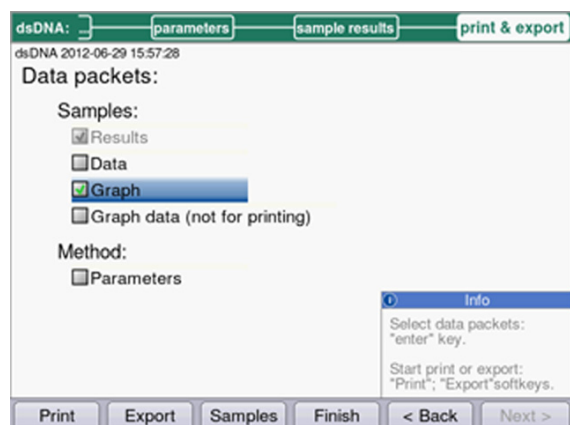 dsDNA: parameters sample results print & export
dsDNA 2012-06-29 15:57:28
Data packets:
Samples:
Results
Data
Graph
Graph data (not for printing)
Method:
Parameters
Info
Select data packets:
"enter" key.
Start print or export:
"Print"; "Export"softkeys.
Print Export Samples Finish < Back Next >